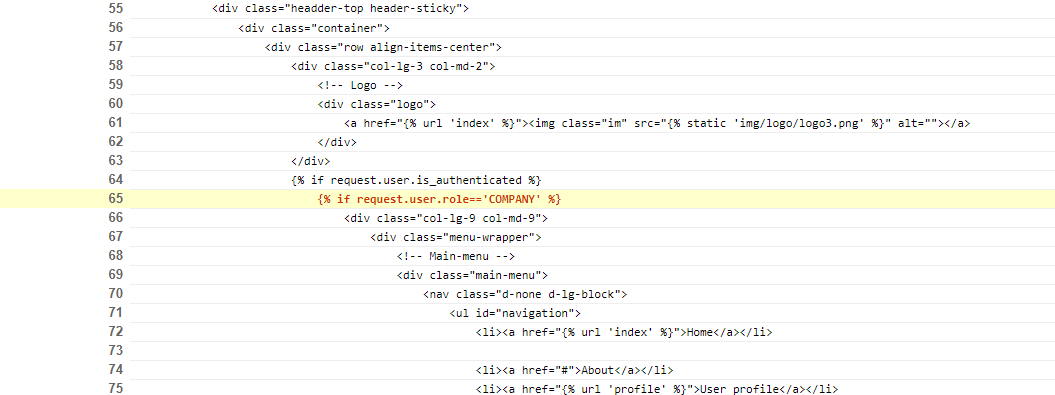 55 <div class="headder-top header-sticky">
56 <div class="container">
57 <div class="row align-items-center">
58 <div class="col-lg-3 col-md-2">
59 <!-- Logo -->
60 <div class="logo">
61 <a href="{% url 'index' %}"><img class="im" src="{% static 'img/logo/logo3.png' %}" alt=""></a>
62 </div>
63 </div>
64 {% if request.user.is_authenticated %}
65 {% if request.user.role=='COMPANY' %}
66 <div class="col-lg-9 col-md-9">
67 <div class="menu-wrapper">
68 <!-- Main-menu -->
69 <div class="main-menu">
70 <nav class="d-none d-lg-block">
71 <ul id="navigation">
72 <li><a href="{% url 'index' %}">Home</a></li>
73
74 <li><a href="#">About</a></li>
75 <li><a href="{% url 'profile' %}">User profile</a></li>